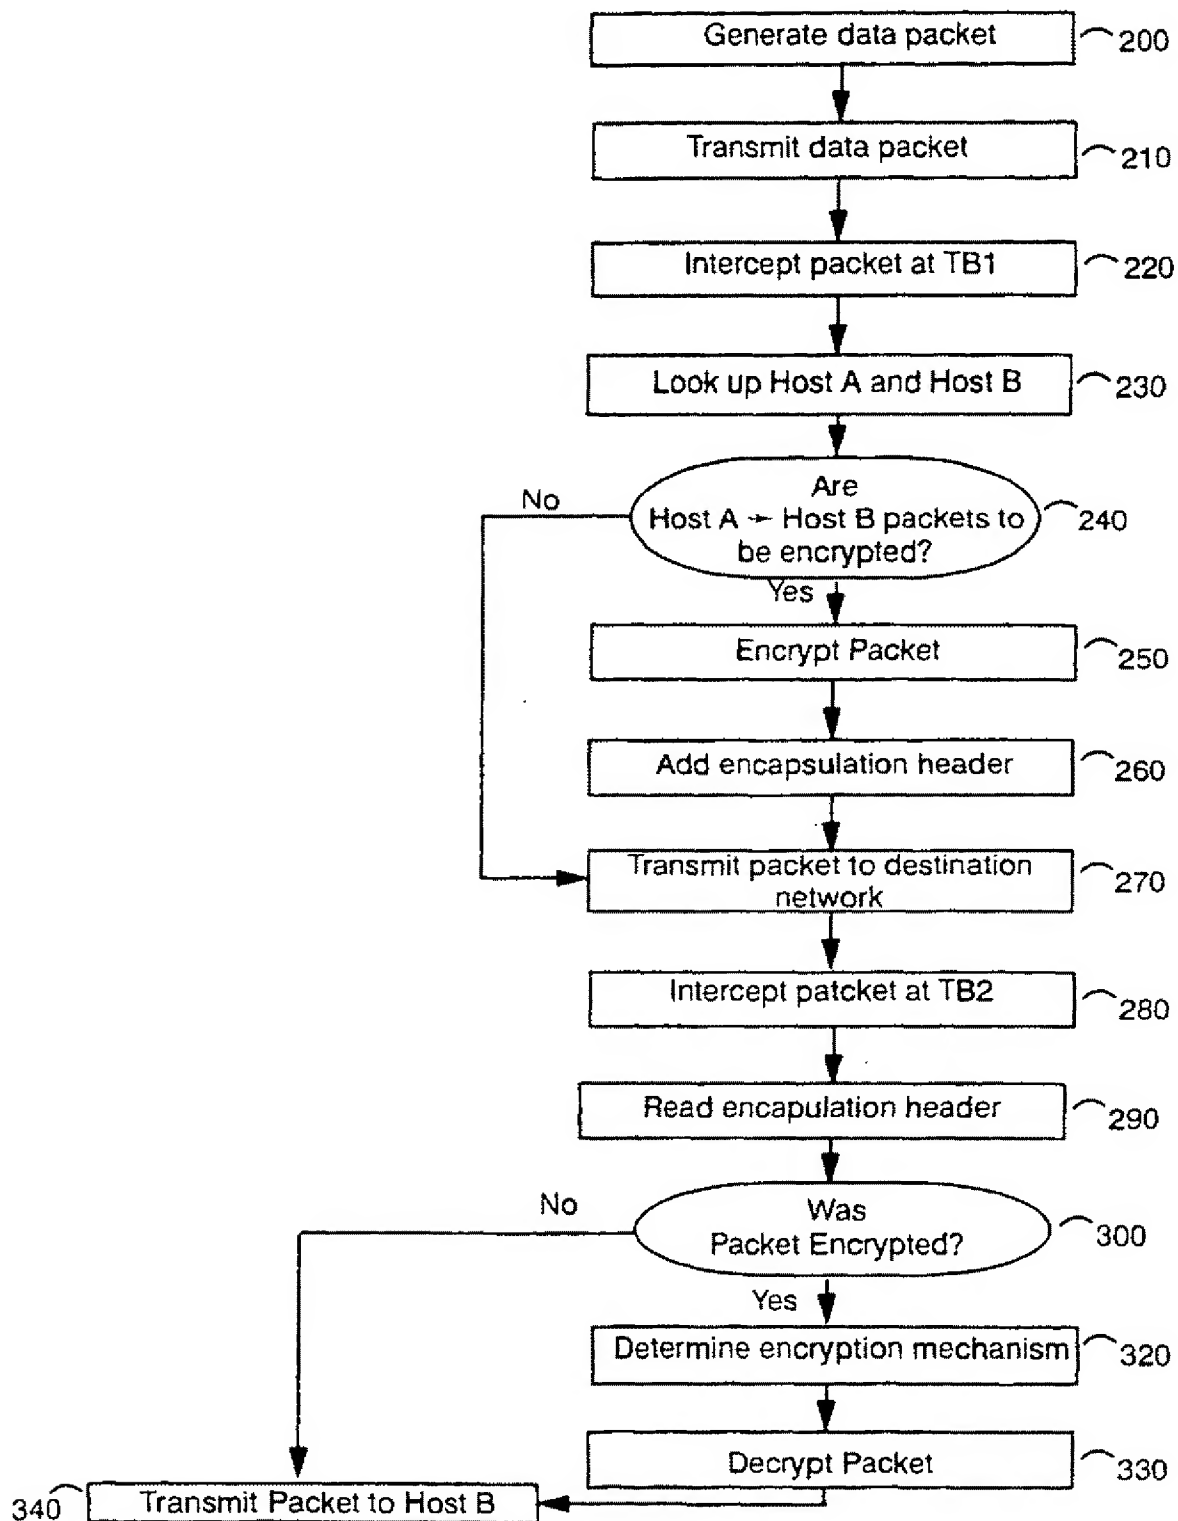 Generate data packet 200
Transmit data packet 210
Intercept packet at TB1 220
Look up Host A and Host B 230
Are
Host A → Host B packets to
be encrypted?
240
No
Yes
Encrypt Packet 250
Add encapsulation header 260
Transmit packet to destination
network
270
Intercept patcket at TB2 280
Read encapulation header 290
Was
Packet Encrypted?
300
No
Yes
Determine encryption mechanism 320
Decrypt Packet 330
340 Transmit Packet to Host B